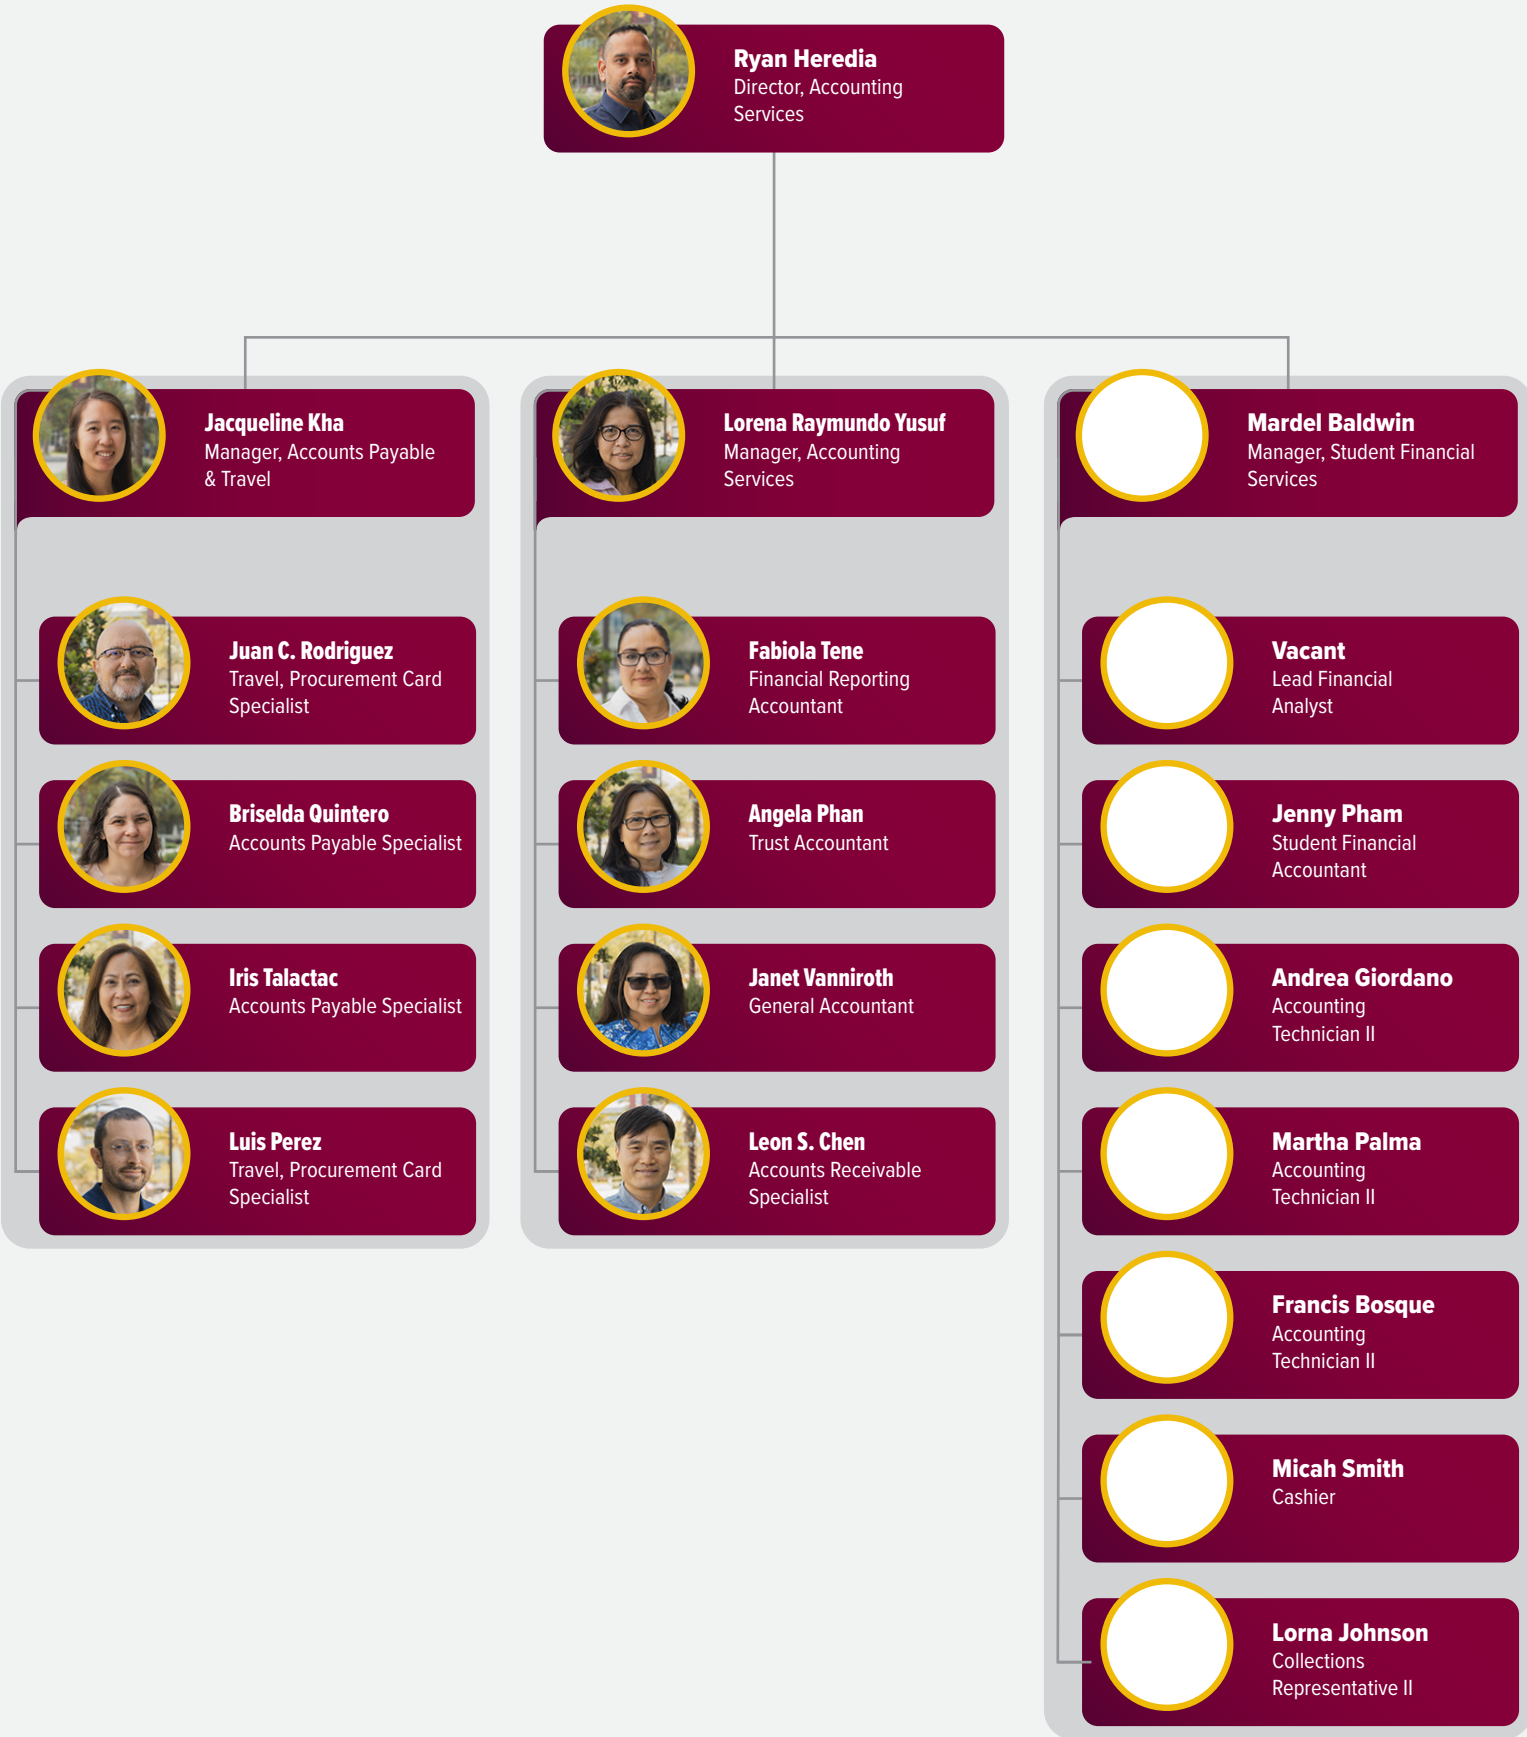 Ryan Heredia
Director, Accounting
Services
Jacqueline Kha
Manager, Accounts Payable
& Travel
Juan C. Rodriguez
Travel, Procurement Card
Specialist
Briselda Quintero
Accounts Payable Specialist
Iris Talactac
Accounts Payable Specialist
Luis Perez
Travel, Procurement Card
Specialist
Lorena Raymundo Yusuf
Manager, Accounting
Services
Fabiola Tene
Financial Reporting
Accountant
Angela Phan
Trust Accountant
Janet Vanniroth
General Accountant
Leon S. Chen
Accounts Receivable
Specialist
Mardel Baldwin
Manager, Student Financial
Services
Vacant
Lead Financial
Analyst
Jenny Pham
Student Financial
Accountant
Andrea Giordano
Accounting
Technician II
Martha Palma
Accounting
Technician II
Francis Bosque
Accounting
Technician II
Micah Smith
Cashier
Lorna Johnson
Collections
Representative II